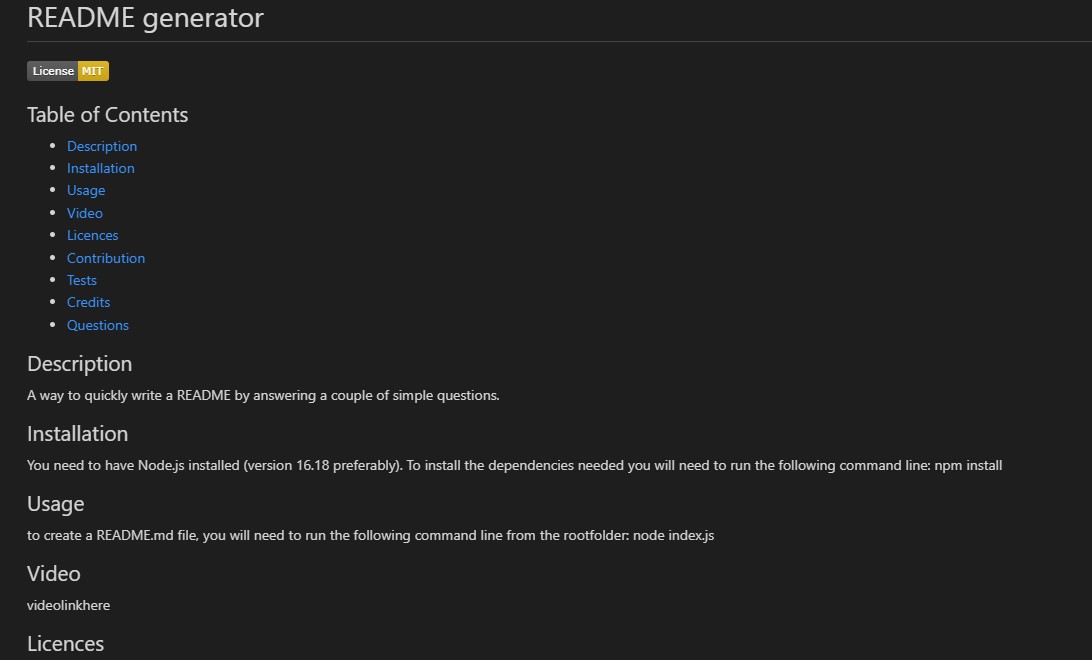 README generator
License MIT
Table of Contents
Description
Installation
Usage
Video
Licences
Contribution
Tests
Credits
Questions
Description
A way to quickly write a README by answering a couple of simple questions.
Installation
You need to have Node.js installed (version 16.18 preferably). To install the dependencies needed you will need to run the following command line: npm install
Usage
to create a README.md file, you will need to run the following command line from the rootfolder: node index.js
Video
videolinkhere
Licences